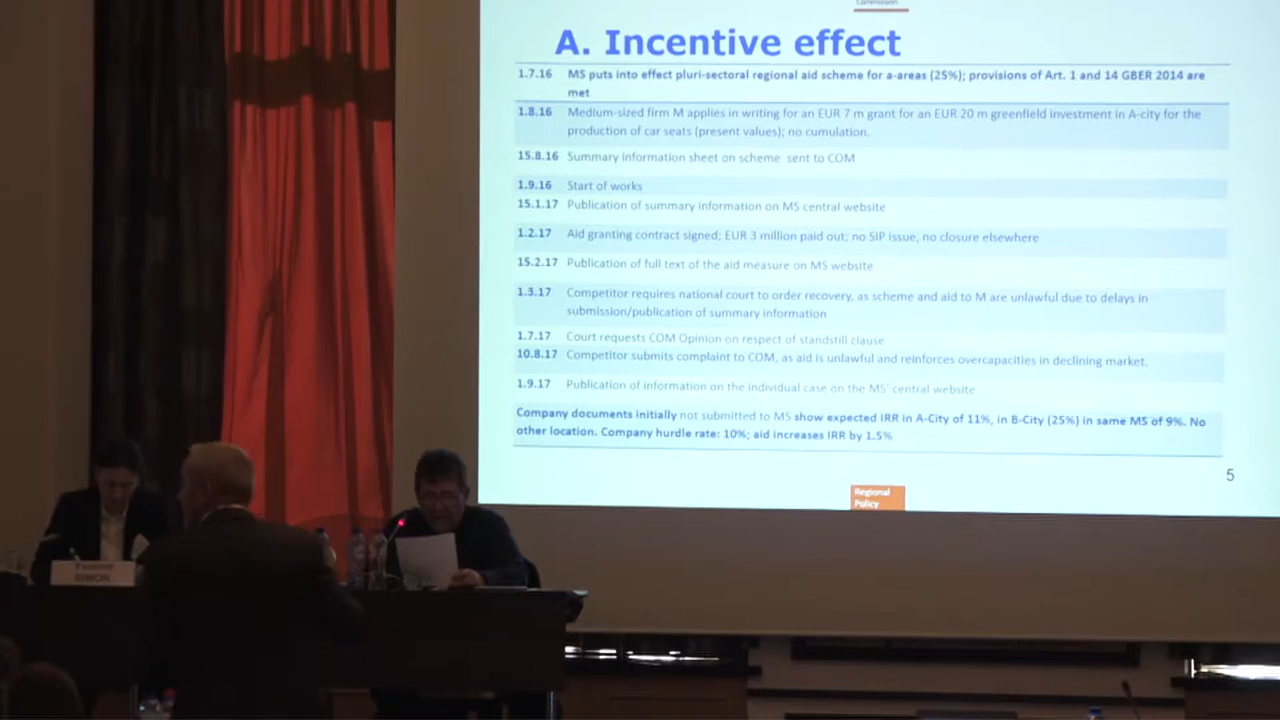 Commission
A. Incentive effect
1.7.16 MS puts into effect pluri-sectoral regional aid scheme for a-areas (25%); provisions of Art. 1 and 14 GBER 2014 are
met
1.8.16 Medium-sized firm M applies in writing for an EUR 7 m grant for an EUR 20 m greenfield investment in A-city for the
production of car seats (present values); no cumulation.
15.8.16 Summary information sheet on scheme sent to COM
1.9.16 Start of works
15.1.17 Publication of summary information on MS central website
1.2.17 Aid granting contract signed; EUR 3 million paid out; no SIP issue, no closure elsewhere
15.2.17 Publication of full text of the aid measure on MS website
1.3.17 Competitor requires national court to order recovery, as scheme and aid to M are unlawful due to delays in
submission/publication of summary information
1.7.17 Court requests COM Opinion on respect of standstill clause
10.8.17 Competitor submits complaint to COM, as aid is unlawful and reinforces overcapacities in declining market.
1.9.17 Publication of information on the individual case on the MS' central website
Company documents initially not submitted to MS show expected IRR in A-City of 11%, in B-City (25%) in same MS of 9%. No
other location. Company hurdle rate: 10%; aid increases IRR by 1.5%
5
Regional
Policy
SIMON